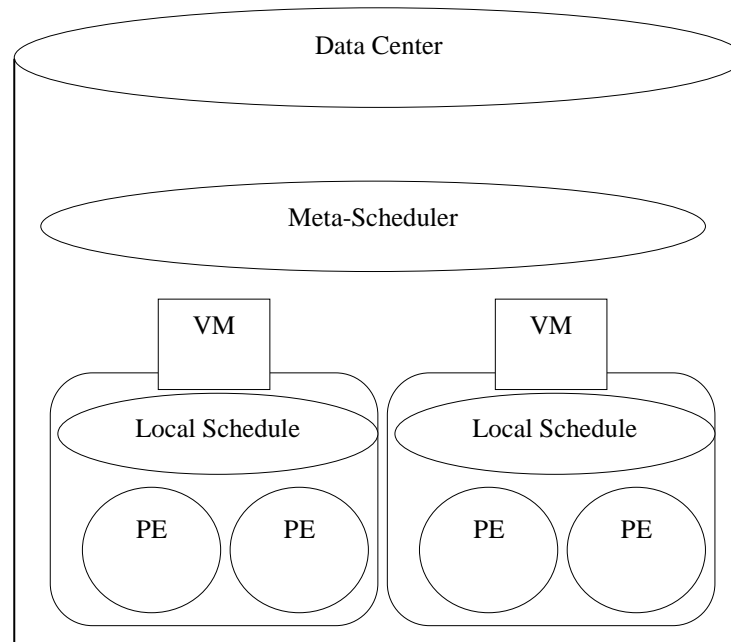 Data Center
Meta-Scheduler
VM
VM
Local Schedule
Local Schedule
PE
PE
PE
PE